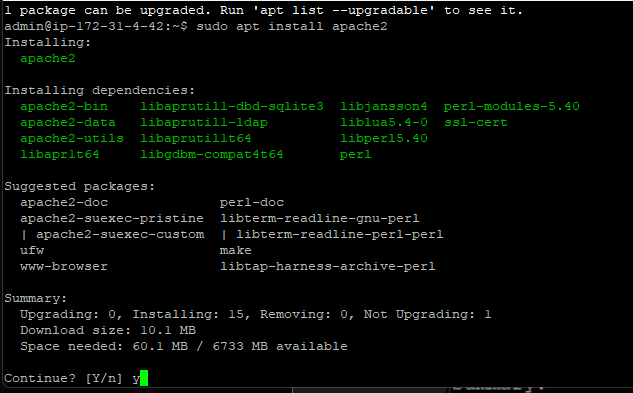 1 package can be upgraded. Run 'apt list --upgradable' to see it.
admin@ip-172-31-4-42:~$ sudo apt install apache2
Installing:
  apache2

Installing dependencies:
  apache2-bin    libaprutil1-dbd-sqlite3  libjansson4  perl-modules-5.40
  apache2-data   libaprutil1-ldap         liblua5.4-0  ssl-cert
  apache2-utils  libaprutil1t64           libperl5.40
  libapr1t64     libgdbm-compat4t64       perl

Suggested packages:
  apache2-doc              perl-doc
  apache2-suexec-pristine  libterm-readline-gnu-perl
  | apache2-suexec-custom  | libterm-readline-perl-perl
  ufw                      make
  www-browser              libtap-harness-archive-perl

Summary:
  Upgrading: 0, Installing: 15, Removing: 0, Not Upgrading: 1
  Download size: 10.1 MB
  Space needed: 60.1 MB / 6733 MB available

Continue? [Y/n] y